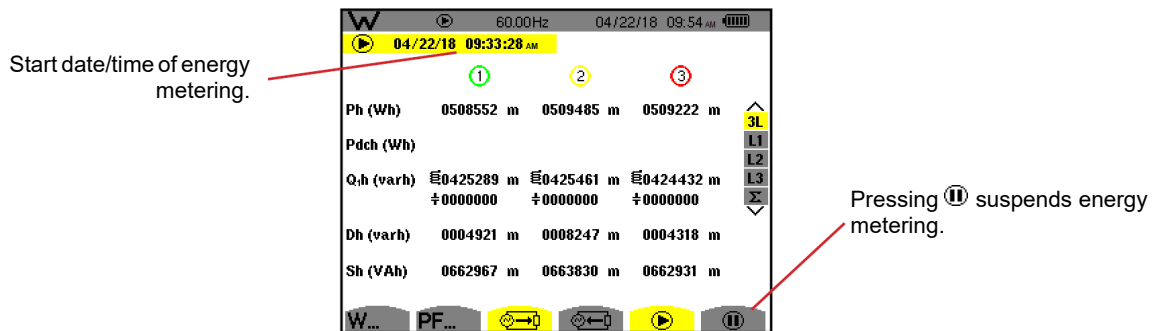 W 60.00Hz 04/22/18 09:54 AM
04/22/18 09:33:28 AM
Start date/time of energy
metering.
1 2 3
Ph (Wh) 0508552 m 0509485 m 0509222 m
3L
Pdch (Wh)
L1
L2
Q₁h (varh) 0425289 m 0425461 m 0424432 m
L3
0000000 0000000 0000000
Σ
Pressing suspends energy
metering.
Dh (varh) 0004921 m 0008247 m 0004318 m
Sh (VAh) 0662967 m 0663830 m 0662931 m
W... PF...